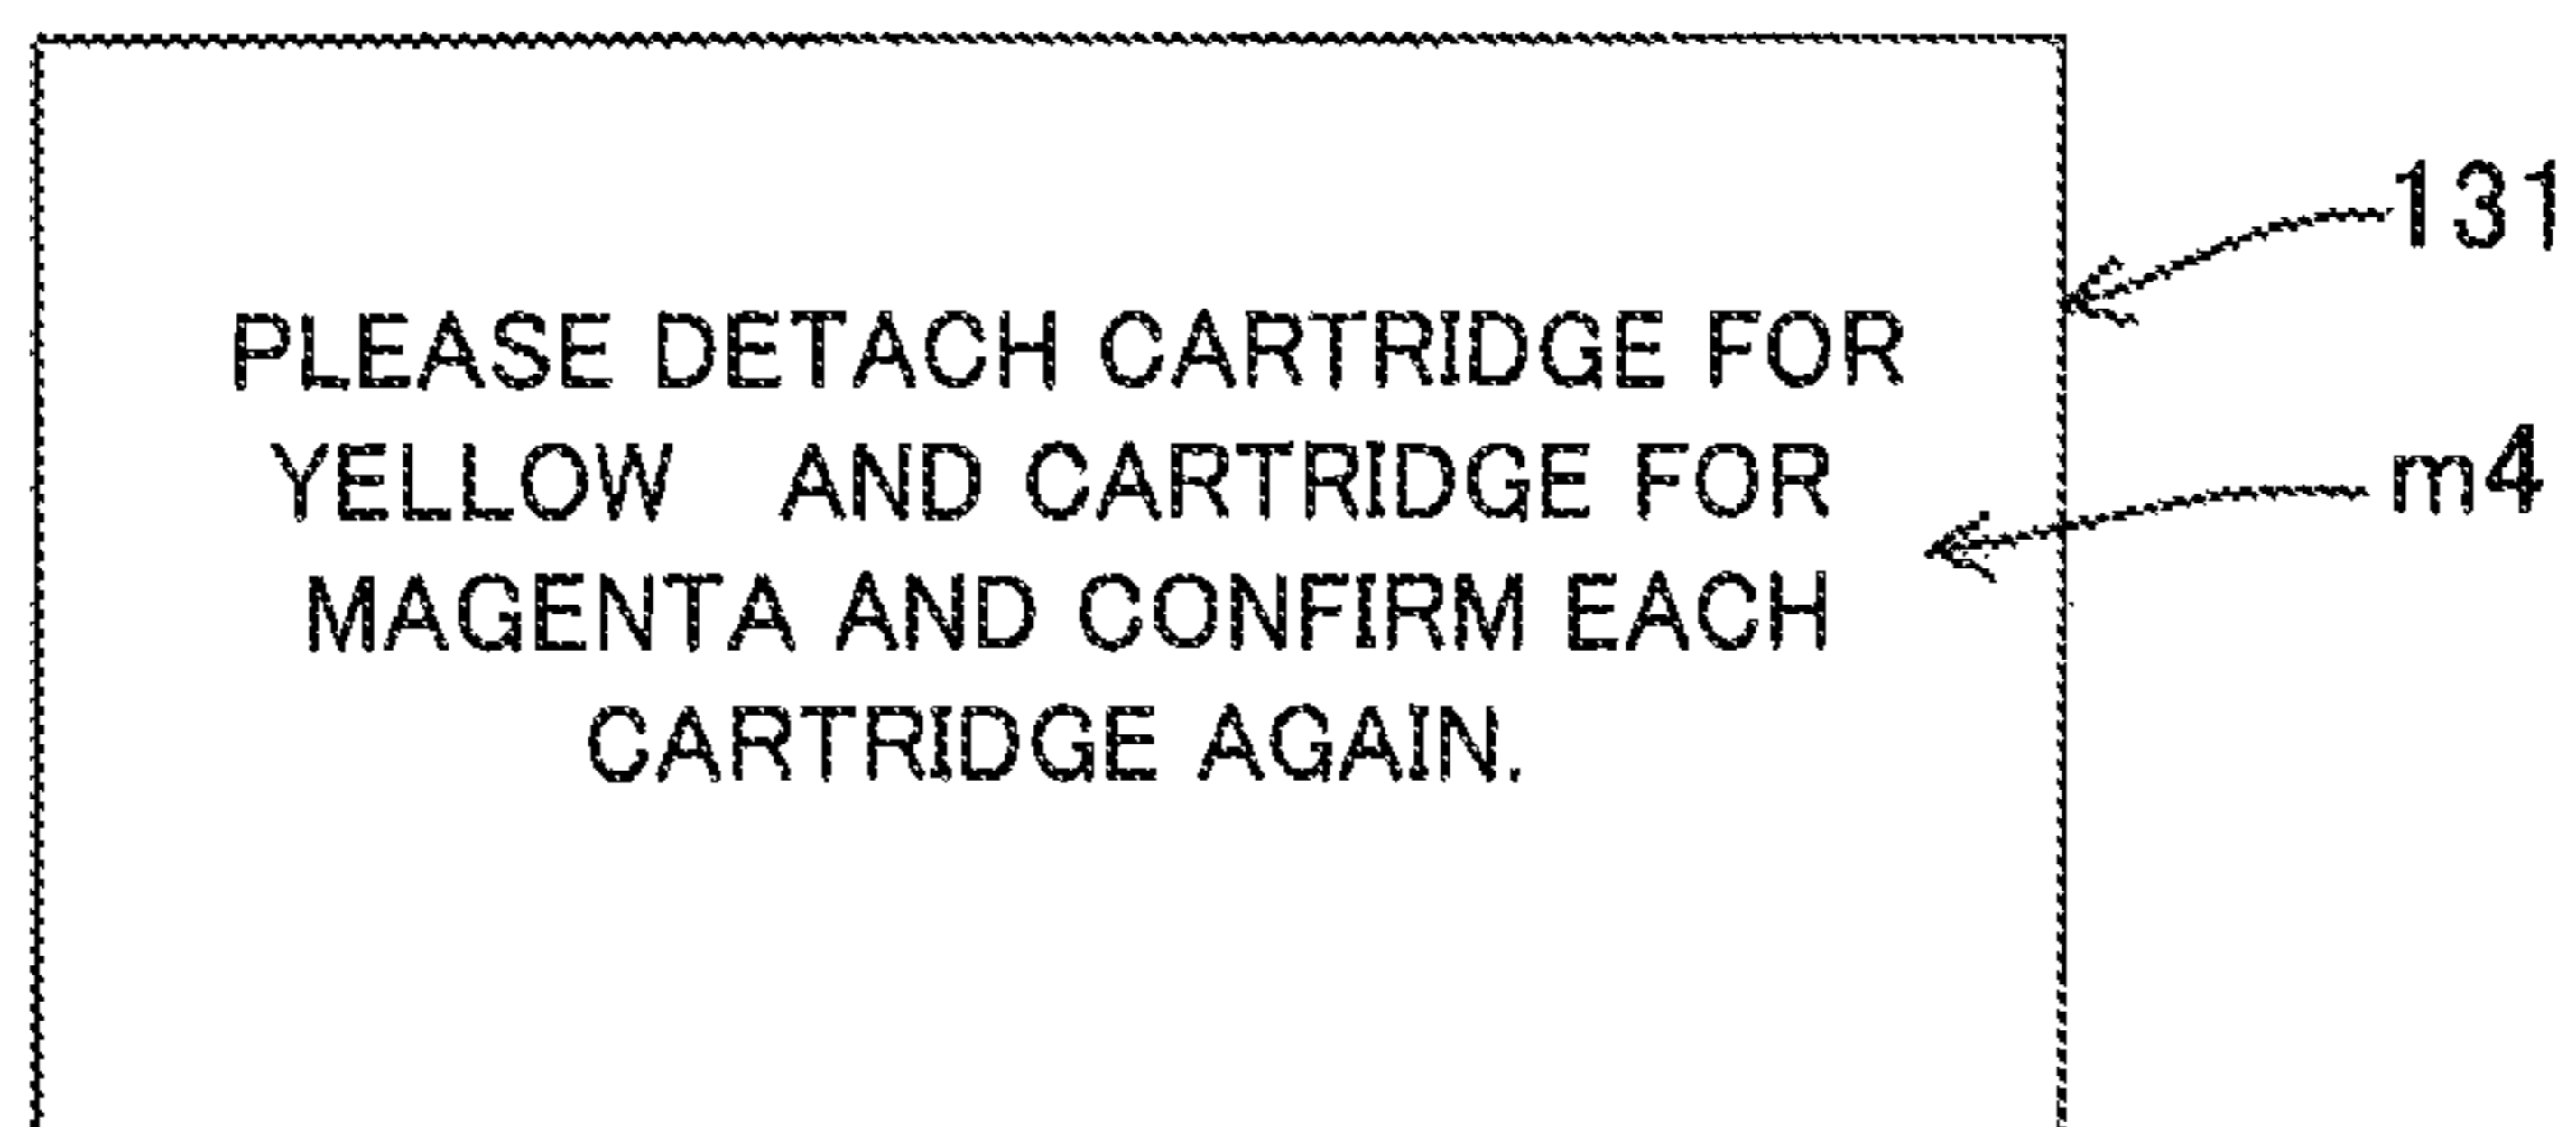 131
PLEASE DETACH CARTRIDGE FOR
YELLOW AND CARTRIDGE FOR
m4
MAGENTA AND CONFIRM EACH
CARTRIDGE AGAIN.